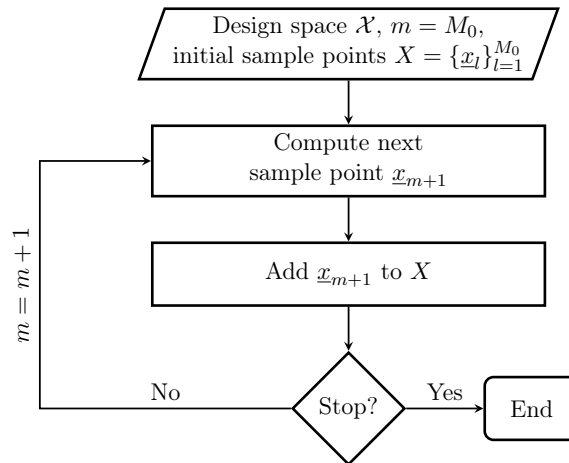 Design space 𝒳, m = M₀,
initial sample points X = {x̲ₗ}ₗ₌₁^{M₀}
Compute next
sample point x̲ₘ₊₁
Add x̲ₘ₊₁ to X
m = m + 1
No
Stop?
Yes
End